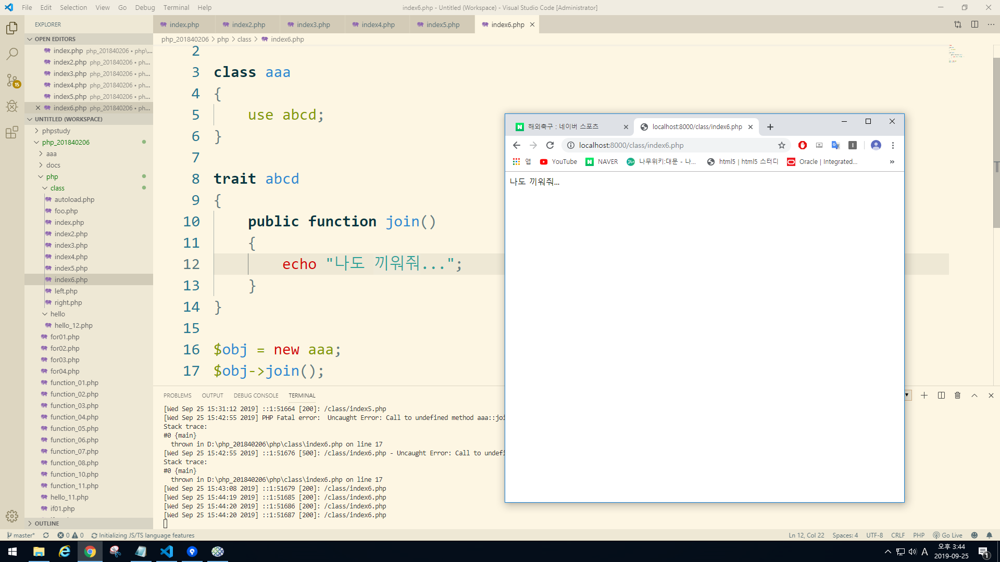 File Edit Selection View Go Debug Terminal Help
index6.php - Untitled (Workspace) - Visual Studio Code [Administrator]
EXPLORER
index.php index2.php index3.php index4.php index5.php index6.php
OPEN EDITORS
php_201840206 > php > class > index6.php
index.php php_201840206 • php\...
index2.php php_201840206 • ph...
index3.php php_201840206 • ph...
index4.php php_201840206 • ph...
index5.php php_201840206 • ph...
index6.php php_201840206 • ph...
UNTITLED (WORKSPACE)
phpstudy
php_201840206
aaa
docs
php
class
autoload.php
foo.php
index.php
index2.php
index3.php
index4.php
index5.php
index6.php
left.php
right.php
hello
hello_12.php
for01.php
for02.php
for03.php
for04.php
function_01.php
function_02.php
function_03.php
function_04.php
function_05.php
function_06.php
function_07.php
function_08.php
function_10.php
function_11.php
hello_11.php
if01.php
OUTLINE
15
2
3 class aaa
4 {
5 use abcd;
6 }
7
8 trait abcd
9 {
10 public function join()
11 {
12 echo "나도 끼워줘...";
13 }
14 }
15
16 $obj = new aaa;
17 $obj->join();
해외축구 : 네이버 스포츠
localhost:8000/class/index6.php
localhost:8000/class/index6.php
앱 YouTube NAVER 나무위키:대문 - 나... html5 | html5 스터디 Oracle | Integrated... »
나도 끼워줘...
PROBLEMS OUTPUT DEBUG CONSOLE TERMINAL
[Wed Sep 25 15:31:12 2019] ::1:51664 [200]: /class/index5.php
[Wed Sep 25 15:42:55 2019] PHP Fatal error:  Uncaught Error: Call to undefined method aaa::joi
Stack trace:
#0 {main}
  thrown in D:\php_201840206\php\class\index6.php on line 17
[Wed Sep 25 15:42:55 2019] ::1:51676 [500]: /class/index6.php - Uncaught Error: Call to undefi
Stack trace:
#0 {main}
  thrown in D:\php_201840206\php\class\index6.php on line 17
[Wed Sep 25 15:43:08 2019] ::1:51679 [200]: /class/index6.php
[Wed Sep 25 15:44:19 2019] ::1:51685 [200]: /class/index6.php
[Wed Sep 25 15:44:20 2019] ::1:51686 [200]: /class/index6.php
[Wed Sep 25 15:44:20 2019] ::1:51687 [200]: /class/index6.php
master* 0 0 Initializing JS/TS language features
Ln 12, Col 22 Spaces: 4 UTF-8 CRLF PHP Go Live
A 오후 3:44
2019-09-25
1